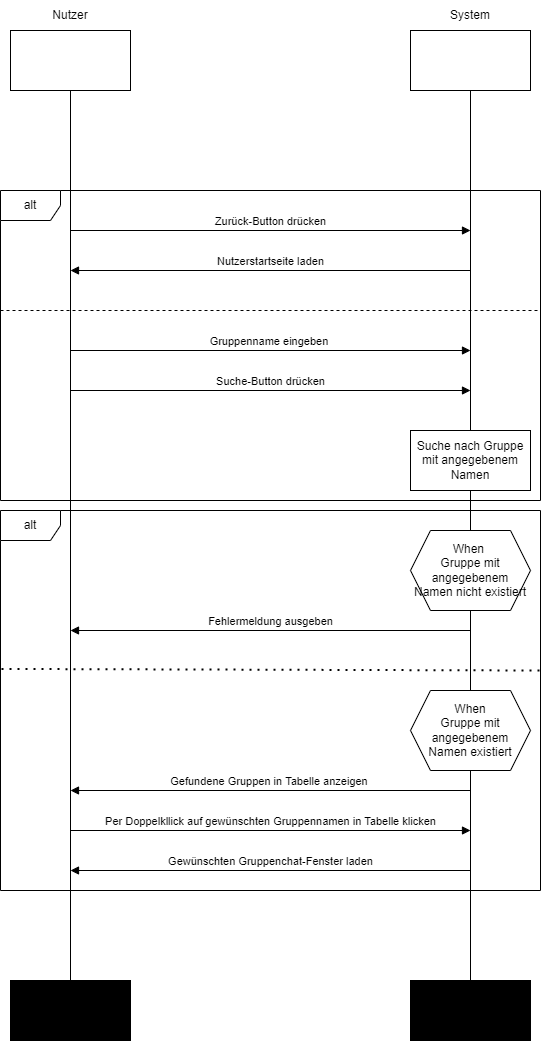 Nutzer
System
alt
Zurück-Button drücken
Nutzerstartseite laden
Gruppenname eingeben
Suche-Button drücken
Suche nach Gruppe
mit angegebenem
Namen
alt
When
Gruppe mit
angegebenem
Namen nicht existiert
Fehlermeldung ausgeben
When
Gruppe mit
angegebenem
Namen existiert
Gefundene Gruppen in Tabelle anzeigen
Per Doppelkllick auf gewünschten Gruppennamen in Tabelle klicken
Gewünschten Gruppenchat-Fenster laden